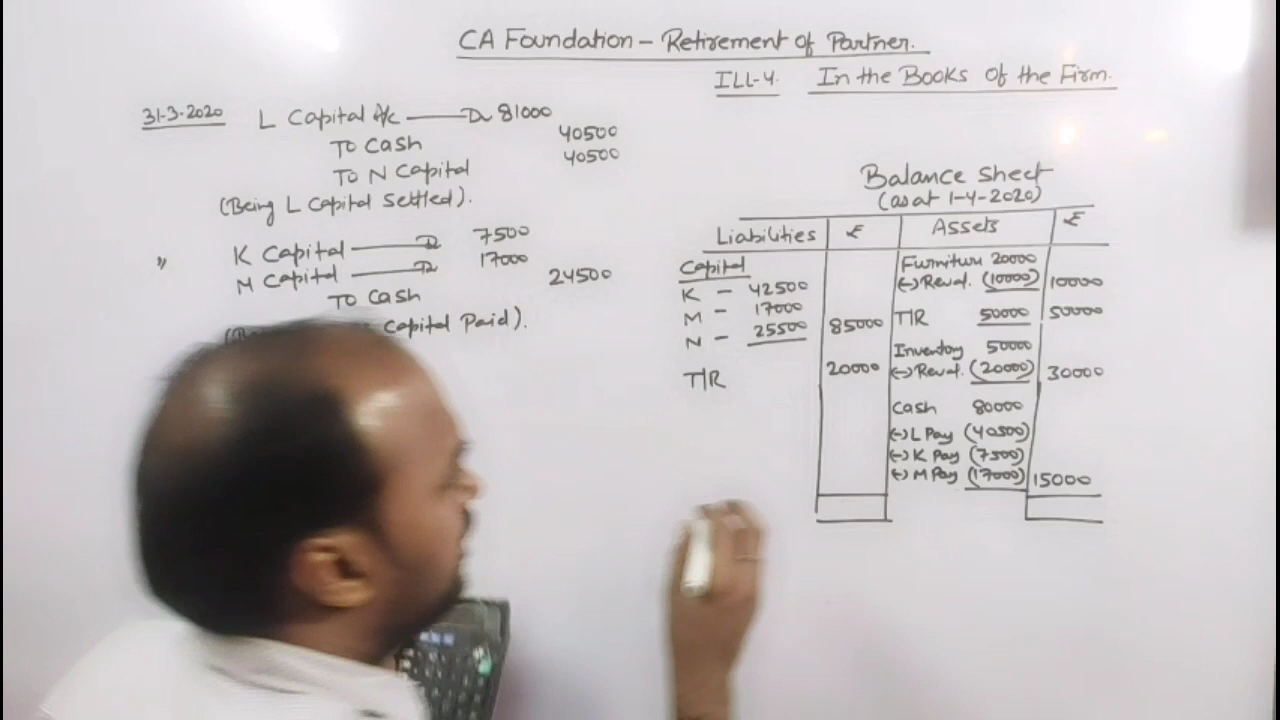 CA Foundation – Retirement of Partner.
ILL-4. In the Books Of the Firm.
31-3-2020 L Capital A/c —— Dr 81000
To Cash 40500
To N Capital 40500
(Being L Capital Settled).
" K Capital —— D 7500
M Capital —— D 17000
To Cash 24500
Capital Paid).
Balance Sheet
(as at 1-4-2020)
Liabilities ₹ Assets ₹
Capital
K – 42500
M – 17000
N – 25500 85000
T/R 20000
Furniture 20000
(-) Reval. (10000) 10000
T/R 50000 50000
Inventory 50000
(-) Reval. (20000) 30000
Cash 80000
(-) L Pay (40500)
(-) K Pay (7500)
(-) M Pay (17000) 15000